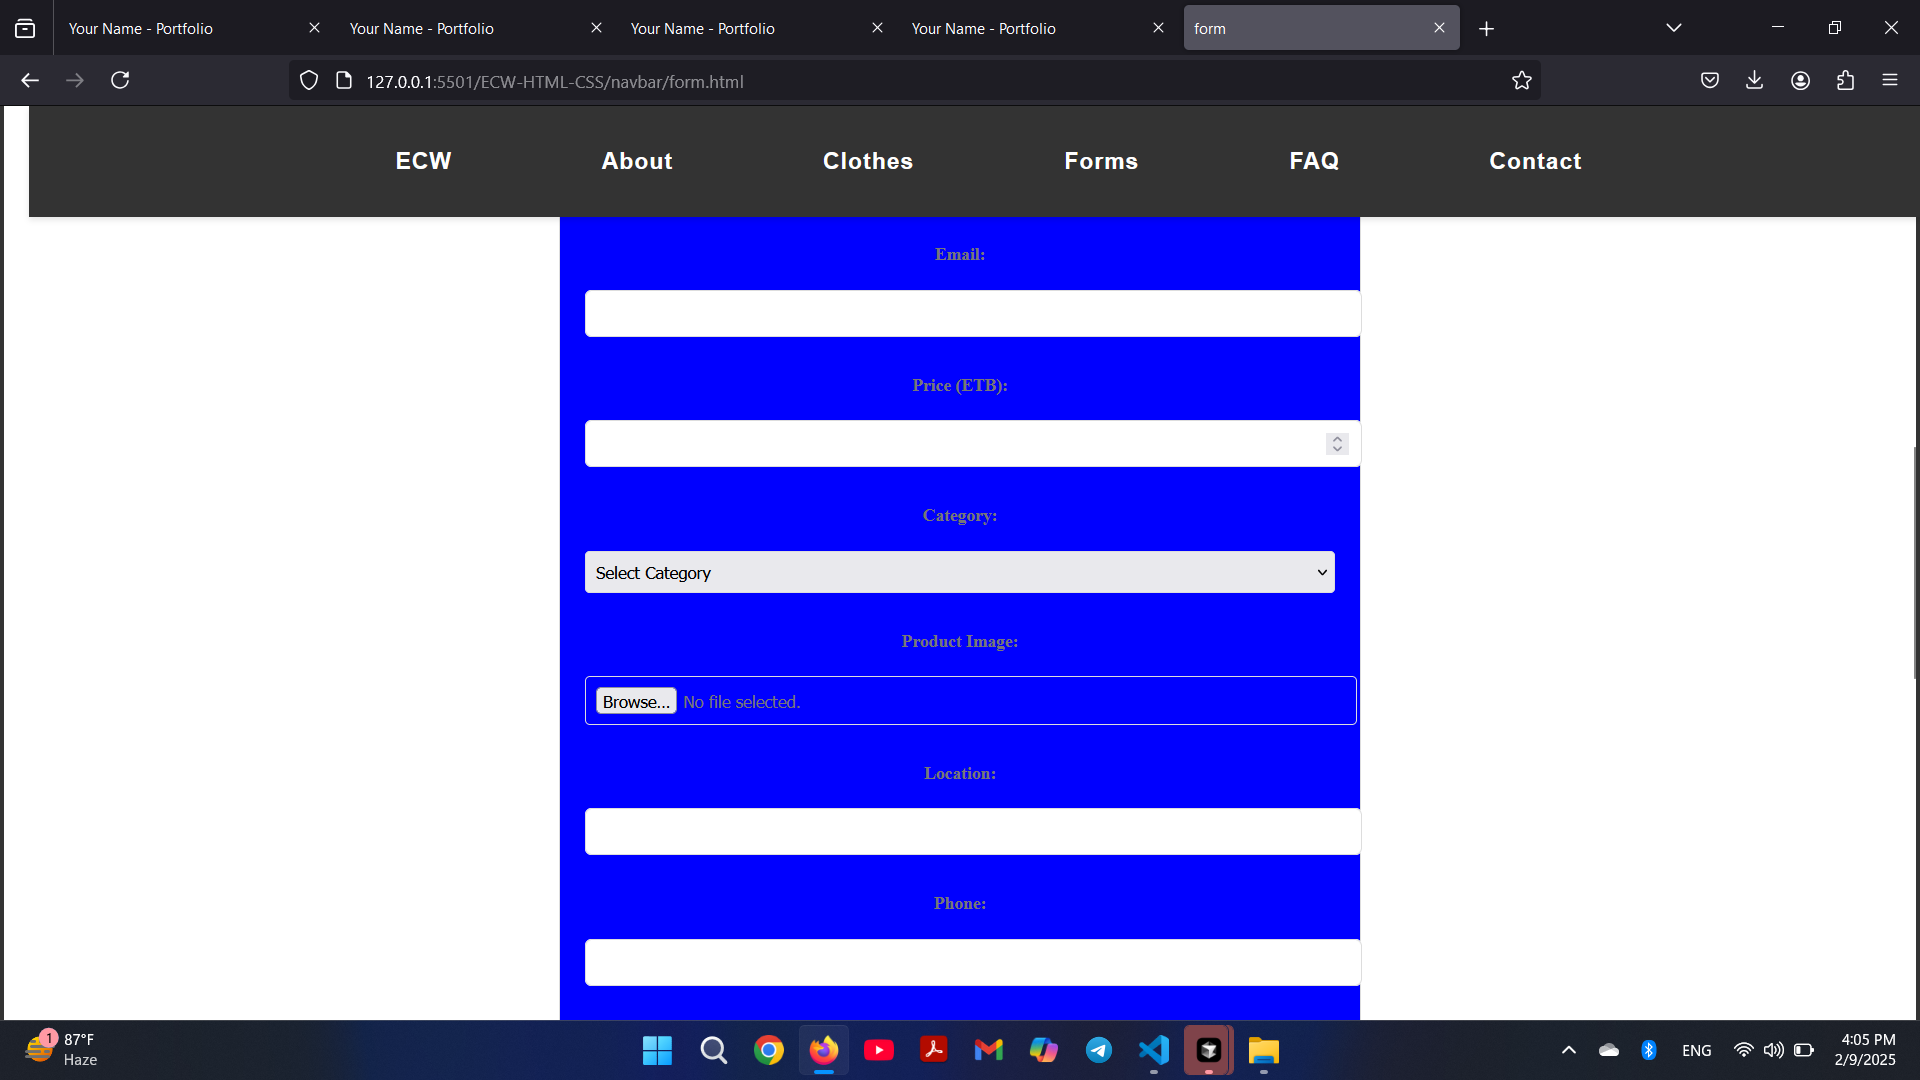 Your Name - Portfolio
Your Name - Portfolio
Your Name - Portfolio
Your Name - Portfolio
form
127.0.0.1:5501/ECW-HTML-CSS/navbar/form.html
ECW About Clothes Forms FAQ Contact
Email:
Price (ETB):
Category:
Select Category
Product Image:
Browse... No file selected.
Location:
Phone:
1
87°F
Haze
ENG
4:05 PM
2/9/2025